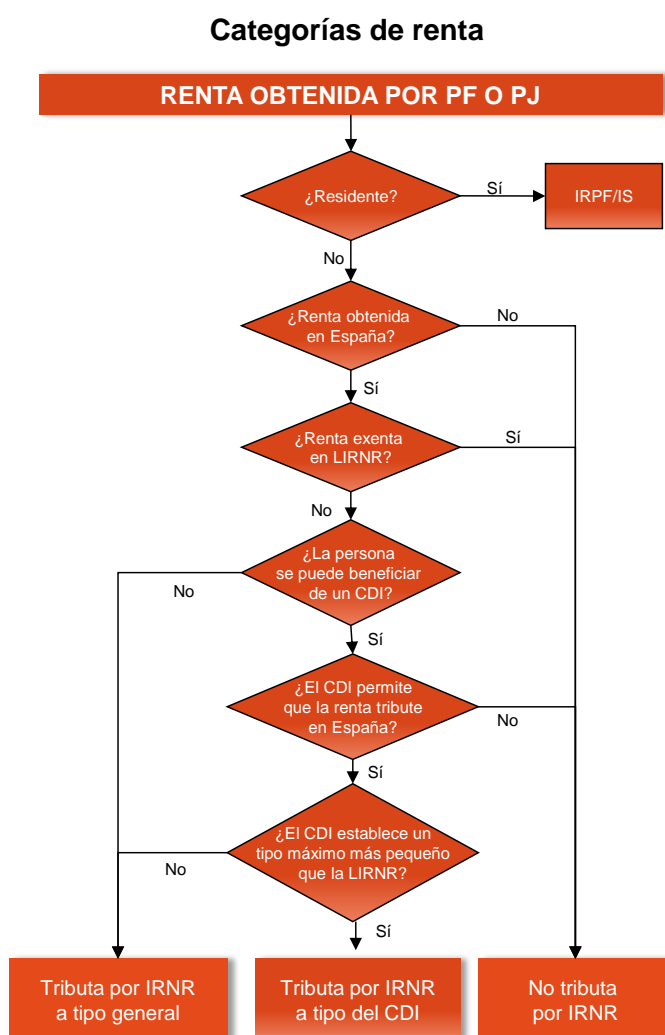 Categorías de renta
RENTA OBTENIDA POR PF O PJ
¿Residente?
Sí
IRPF/IS
No
¿Renta obtenida
en España?
No
Sí
¿Renta exenta
en LIRNR?
Sí
No
¿La persona
se puede beneficiar
de un CDI?
No
Sí
¿El CDI permite
que la renta tribute
en España?
No
Sí
¿El CDI establece un
tipo máximo más pequeño
que la LIRNR?
No
Sí
Tributa por IRNR
a tipo general
Tributa por IRNR
a tipo del CDI
No tributa
por IRNR